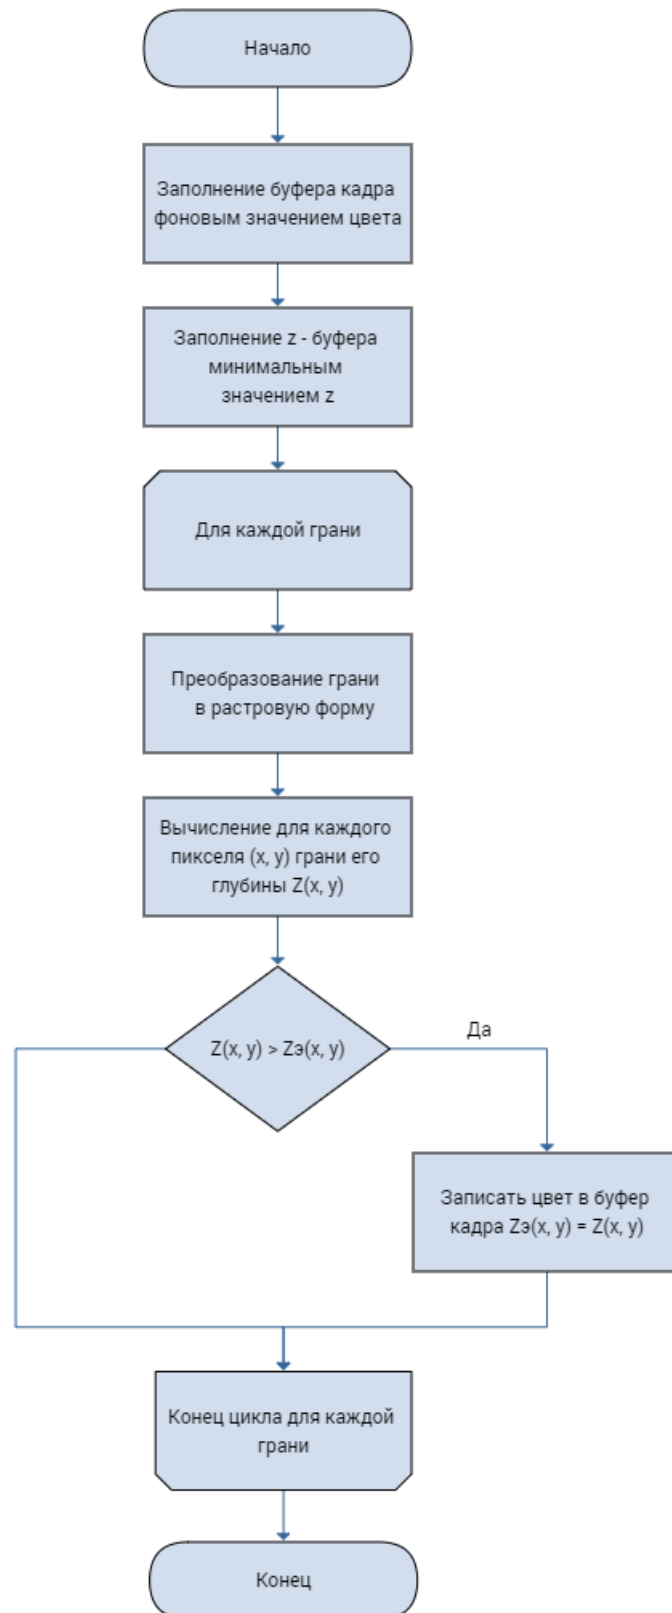 Начало
Заполнение буфера кадра
фоновым значением цвета
Заполнение z - буфера
минимальным
значением z
Для каждой грани
Преобразование грани
в растровую форму
Вычисление для каждого
пикселя (x, y) грани его
глубины Z(x, y)
Z(x, y) > Zэ(x, y)
Да
Записать цвет в буфер
кадра Zэ(x, y) = Z(x, y)
Конец цикла для каждой
грани
Конец